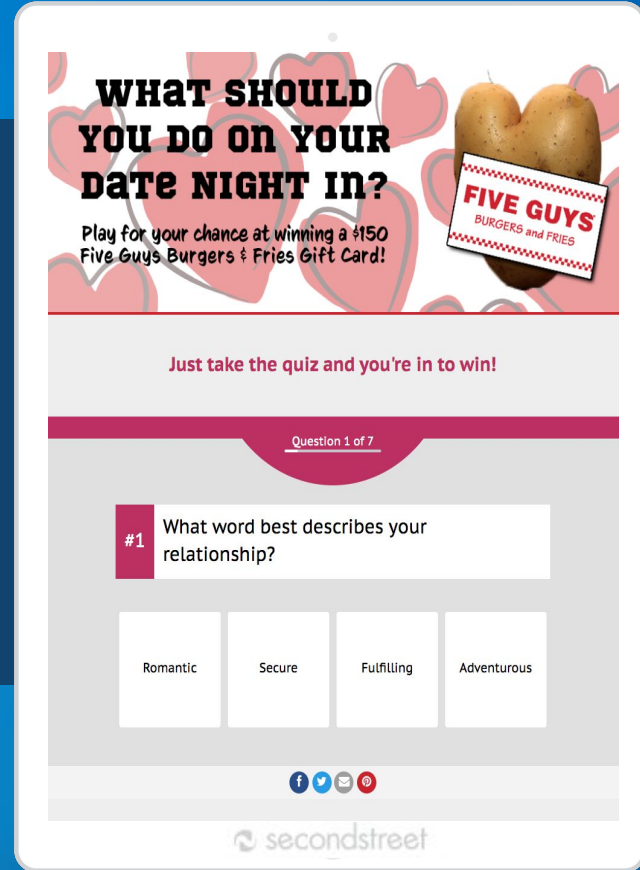 WHaT SHOULD
YOU DO On YOUR
DaTe NIGHT In?
Play for your chance at winning a $150
Five Guys Burgers & Fries Gift Card!
FIVE GUYS
BURGERS and FRIES
Just take the quiz and you're in to win!
Question 1 of 7
#1
What word best describes your
relationship?
Romantic
Secure
Fulfilling
Adventurous
secondstreet